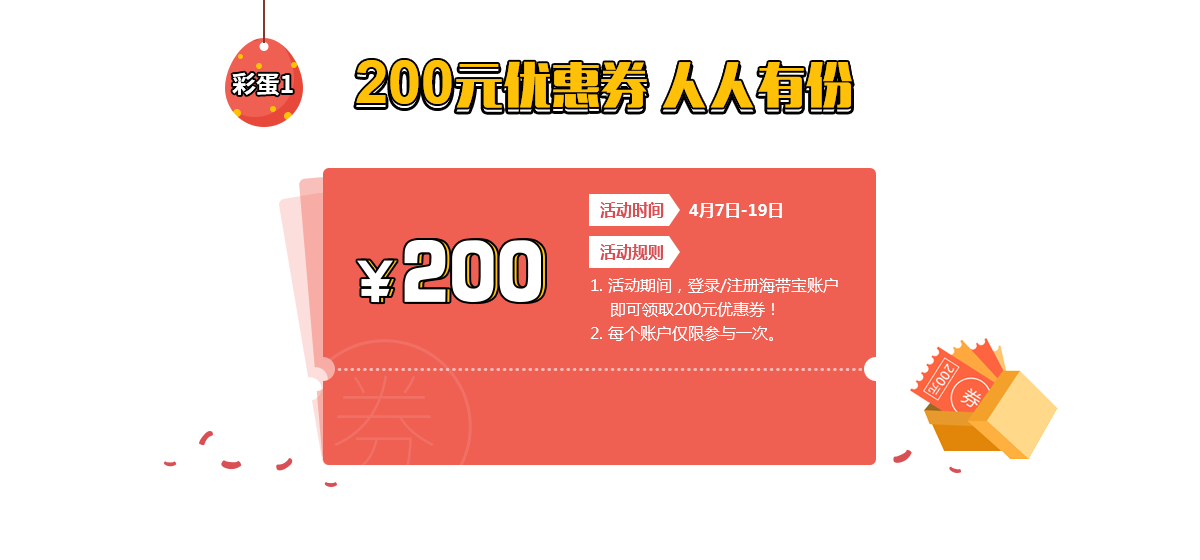 彩蛋1
200元优惠券 人人有份
活动时间 4月7日-19日
¥200
活动规则
1. 活动期间，登录/注册海带宝账户
即可领取200元优惠券！
2. 每个账户仅限参与一次。
券
200元
券